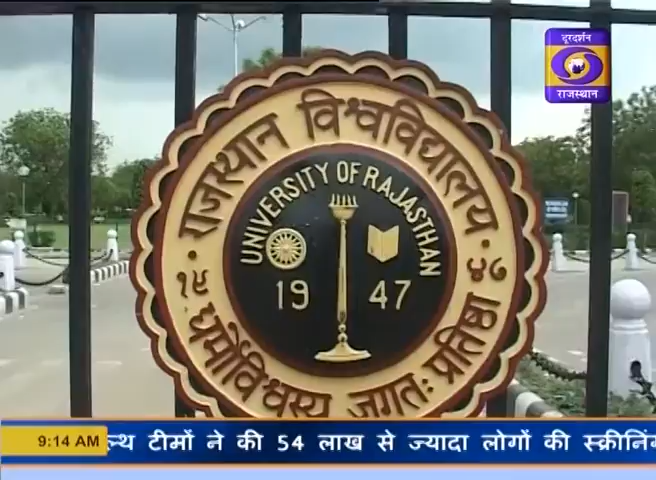 दूरदर्शन
राजस्थान
राजस्थान विश्वविद्यालय
UNIVERSITY OF RAJASTHAN
१९ ४७
19 47
धर्मो विश्वस्य जगतः प्रतिष्ठा
9:14 AM
टीमों ने की 54 लाख से ज्यादा लोगों की